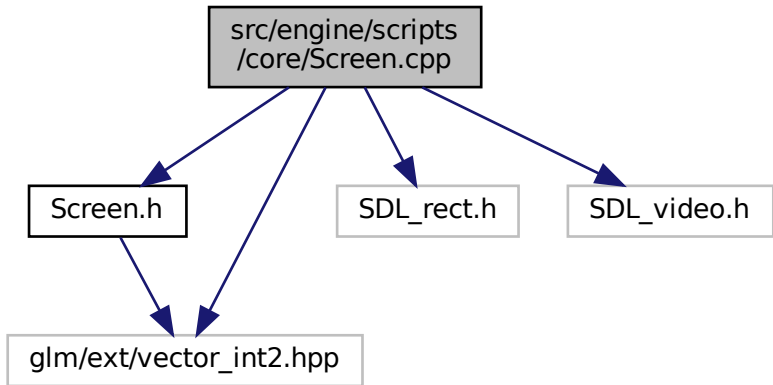 src/engine/scripts
/core/Screen.cpp
Screen.h
SDL_rect.h
SDL_video.h
glm/ext/vector_int2.hpp